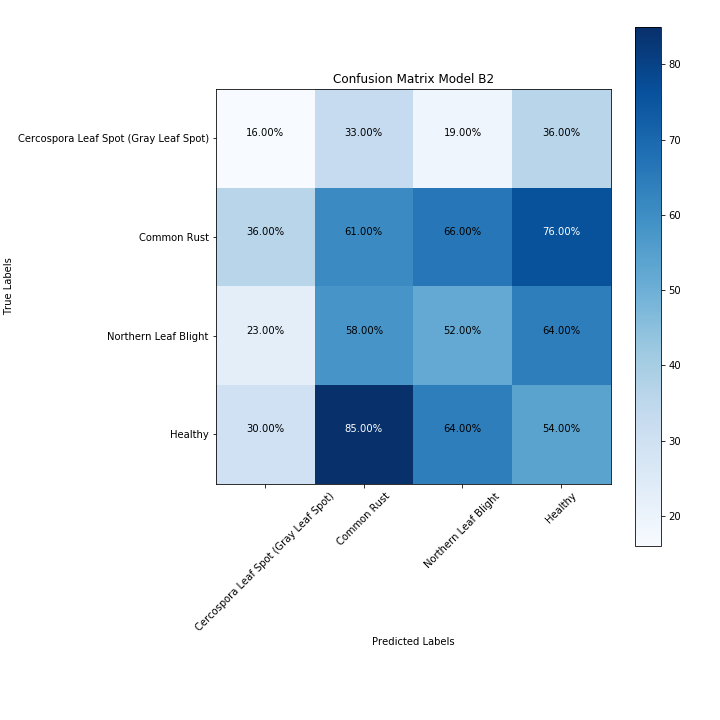 Confusion Matrix Model B2
True Labels
Cercospora Leaf Spot (Gray Leaf Spot)
16.00% 33.00% 19.00% 36.00%
Common Rust
36.00% 61.00% 66.00% 76.00%
Northern Leaf Blight
23.00% 58.00% 52.00% 64.00%
Healthy
30.00% 85.00% 64.00% 54.00%
Cercospora Leaf Spot (Gray Leaf Spot)
Common Rust
Northern Leaf Blight
Healthy
Predicted Labels
80
70
60
50
40
30
20